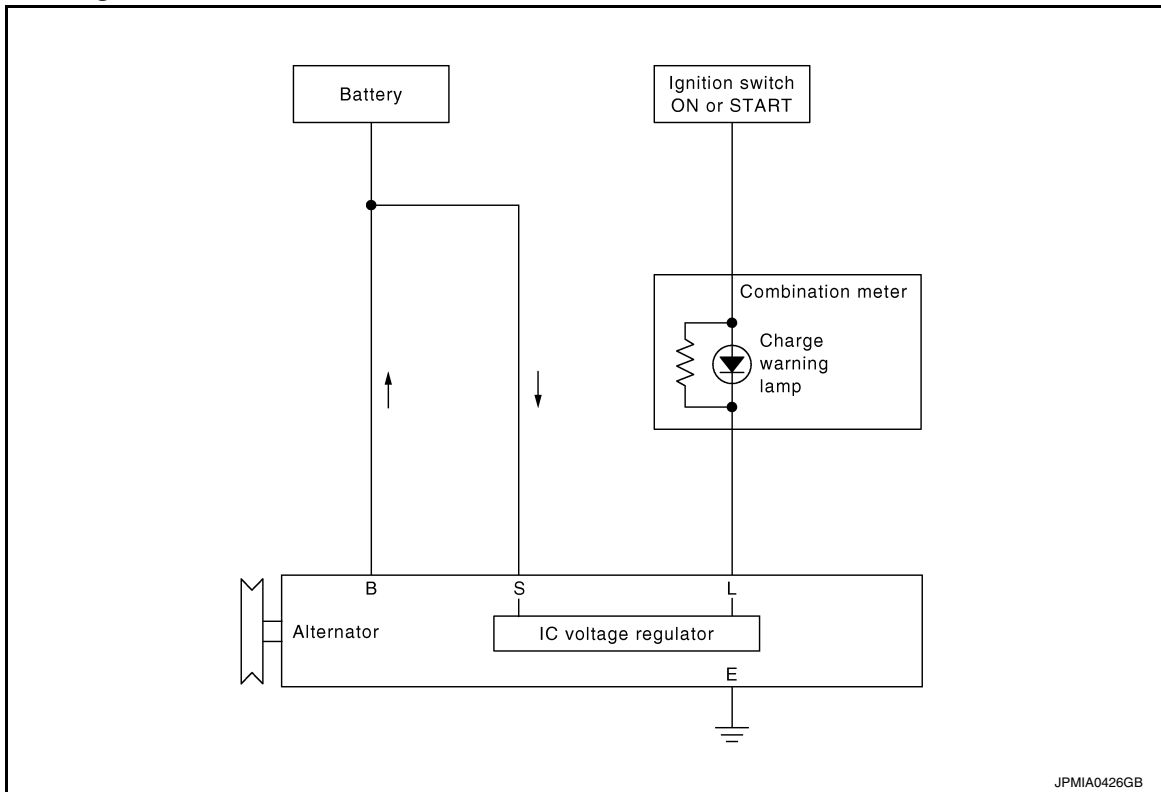 Battery
Ignition switch
ON or START
Combination meter
Charge
warning
lamp
B
S
L
Alternator
IC voltage regulator
E
JPMIA0426GB